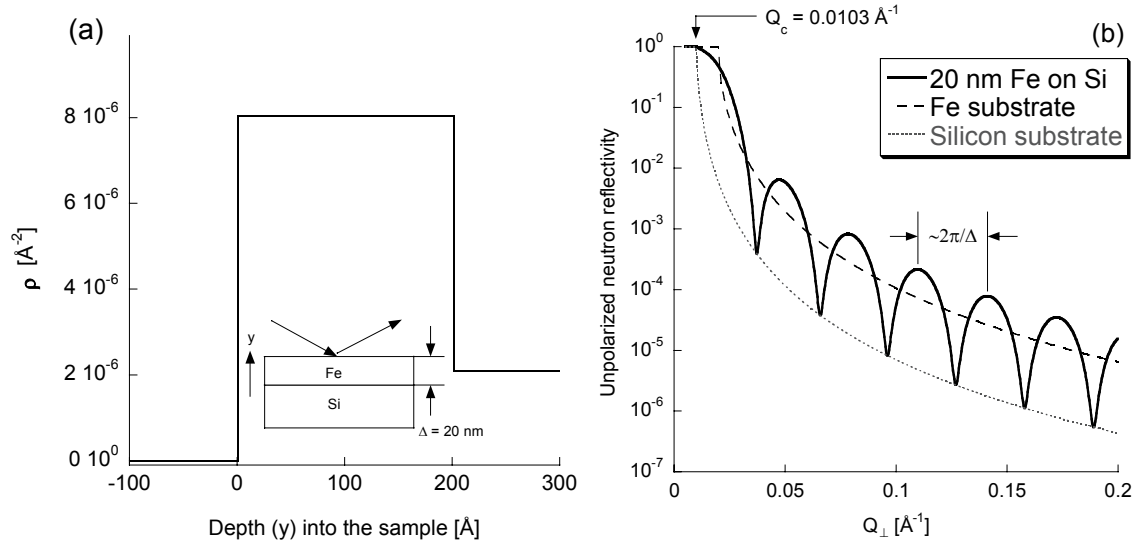 (a)
8 10⁻⁶
6 10⁻⁶
4 10⁻⁶
2 10⁻⁶
0 10⁰
ρ [Å⁻²]
y
Fe
Si
Δ = 20 nm
-100
0
100
200
300
Depth (y) into the sample [Å]
Q_c = 0.0103 Å⁻¹
(b)
20 nm Fe on Si
Fe substrate
Silicon substrate
~2π/Δ
10⁰
10⁻¹
10⁻²
10⁻³
10⁻⁴
10⁻⁵
10⁻⁶
10⁻⁷
Unpolarized neutron reflectivity
0
0.05
0.1
0.15
0.2
Q_⊥ [Å⁻¹]